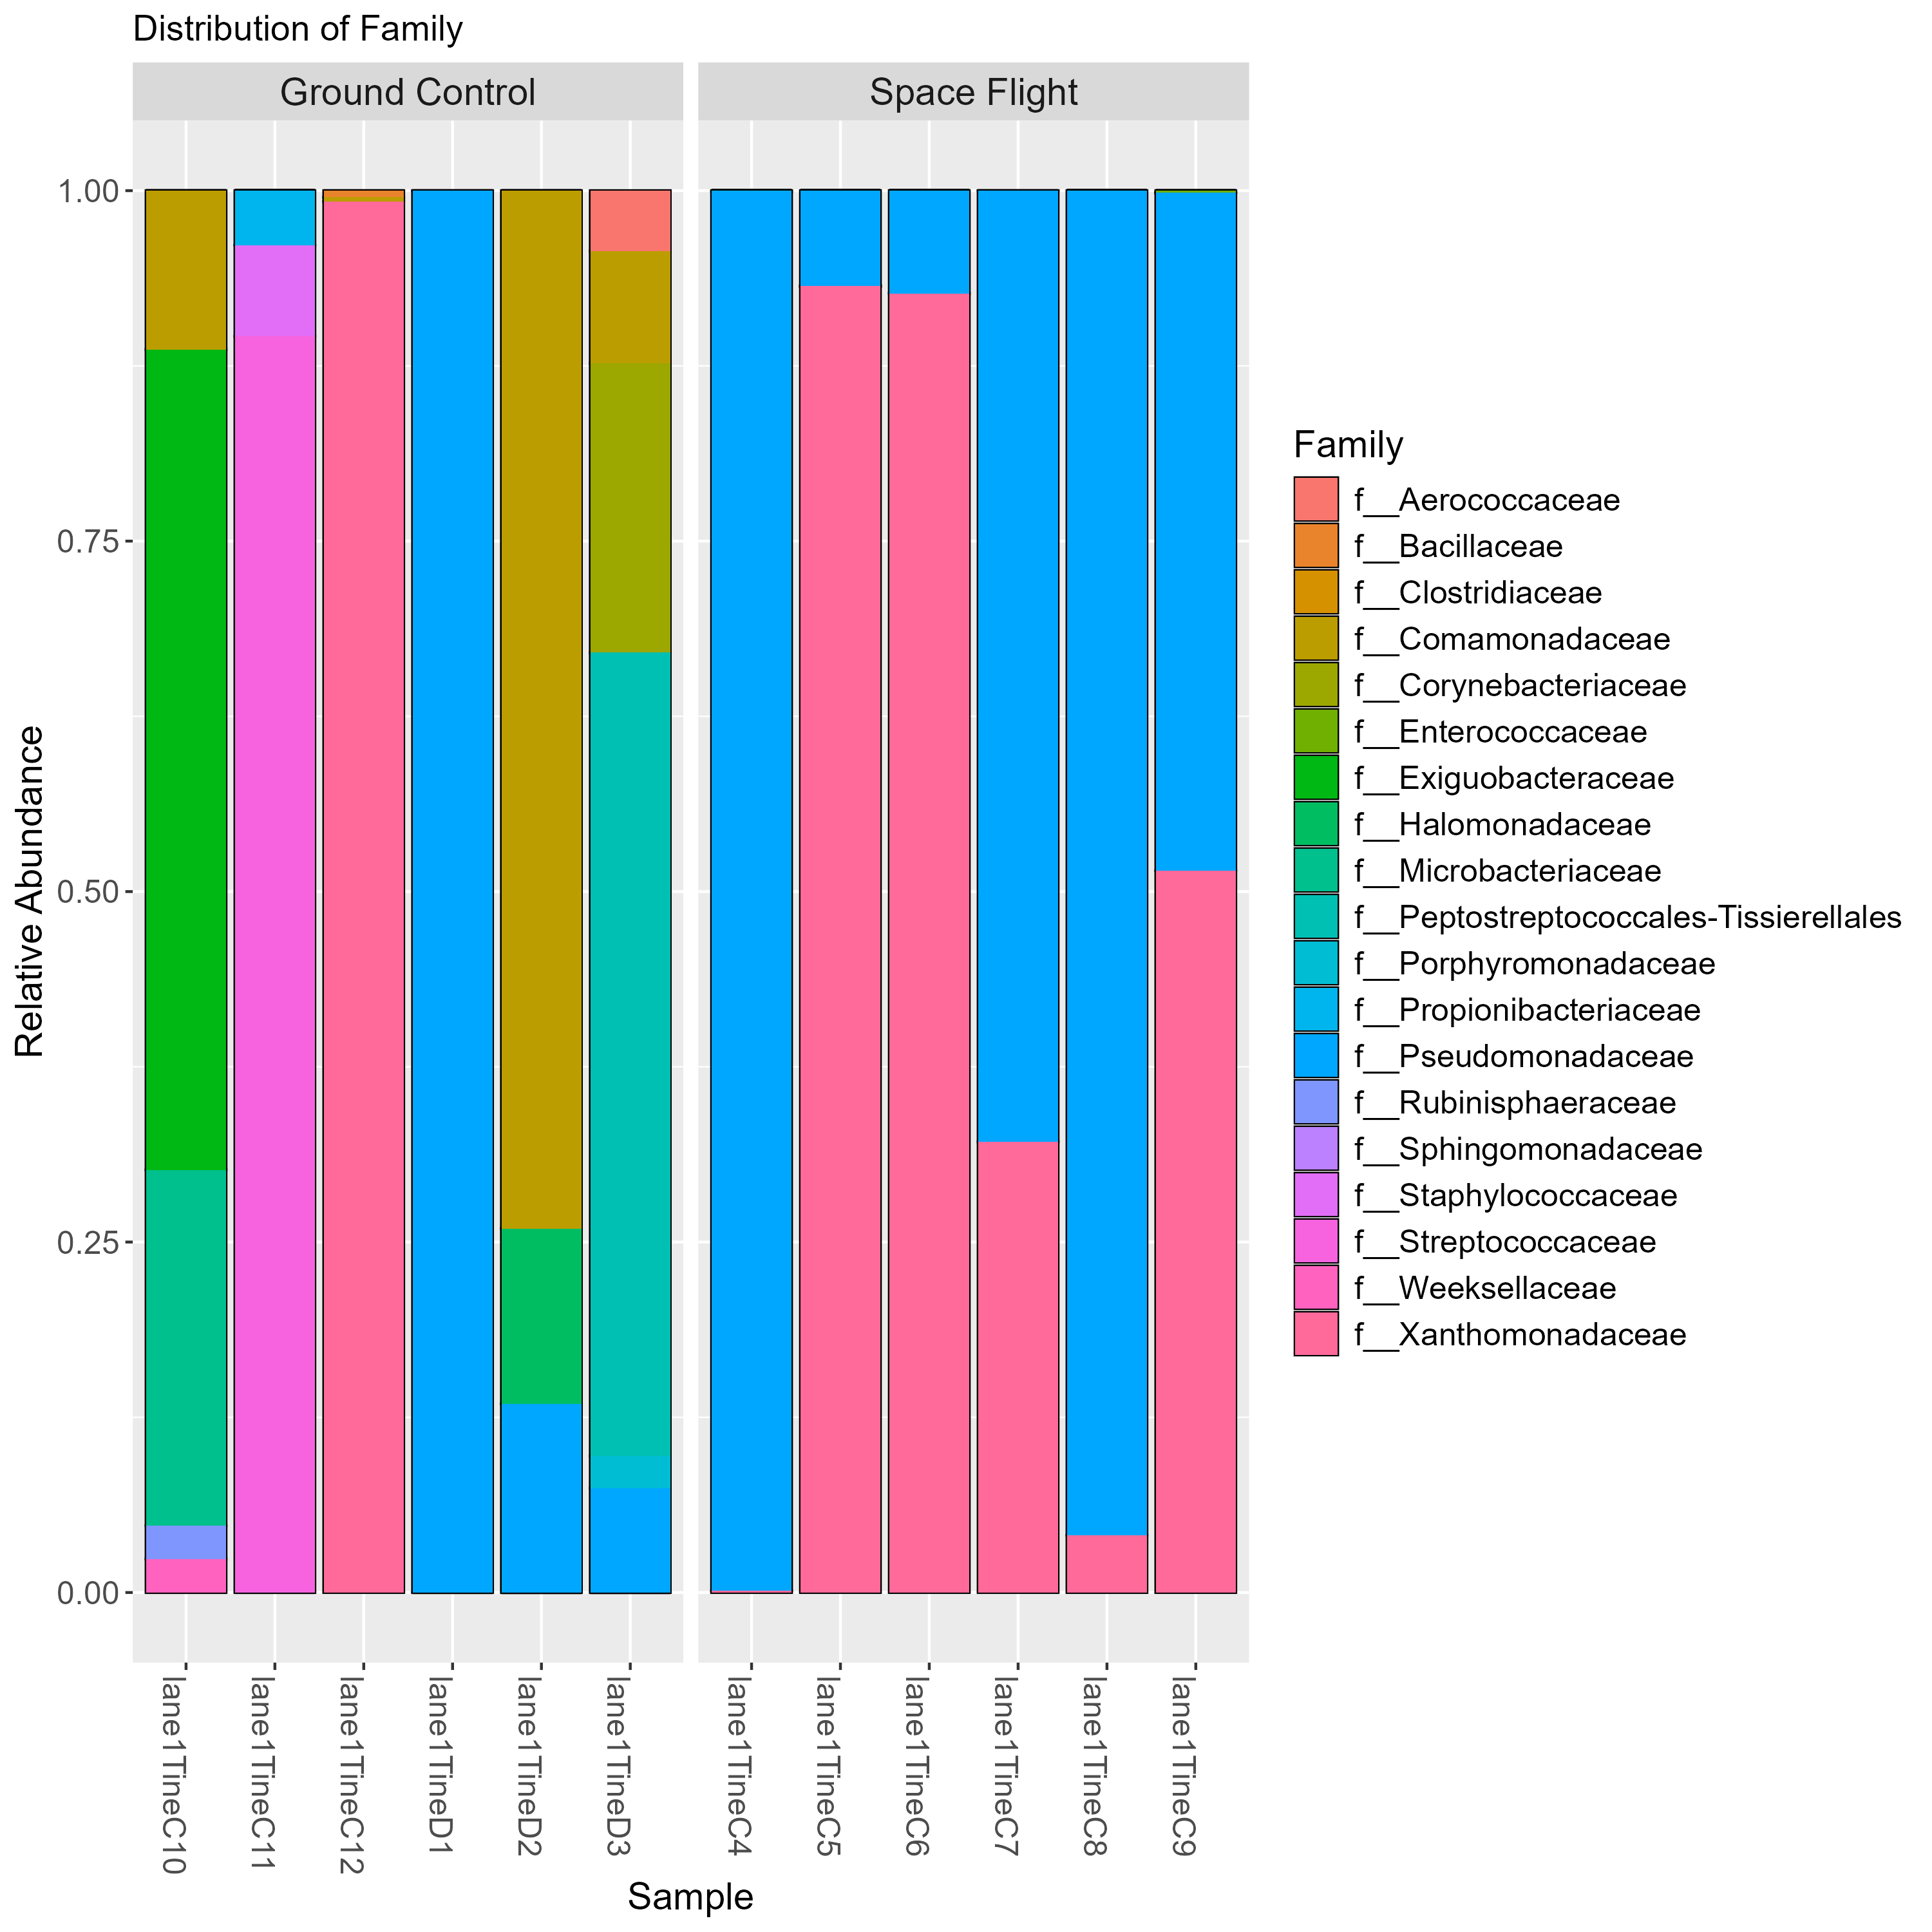 Distribution of Family
Ground Control
Space Flight
Relative Abundance
1.00
0.75
0.50
0.25
0.00
lane1TineC10
lane1TineC11
lane1TineC12
lane1TineD1
lane1TineD2
lane1TineD3
lane1TineC4
lane1TineC5
lane1TineC6
lane1TineC7
lane1TineC8
lane1TineC9
Sample
Family
f__Aerococcaceae
f__Bacillaceae
f__Clostridiaceae
f__Comamonadaceae
f__Corynebacteriaceae
f__Enterococcaceae
f__Exiguobacteraceae
f__Halomonadaceae
f__Microbacteriaceae
f__Peptostreptococcales-Tissierellales
f__Porphyromonadaceae
f__Propionibacteriaceae
f__Pseudomonadaceae
f__Rubinisphaeraceae
f__Sphingomonadaceae
f__Staphylococcaceae
f__Streptococcaceae
f__Weeksellaceae
f__Xanthomonadaceae